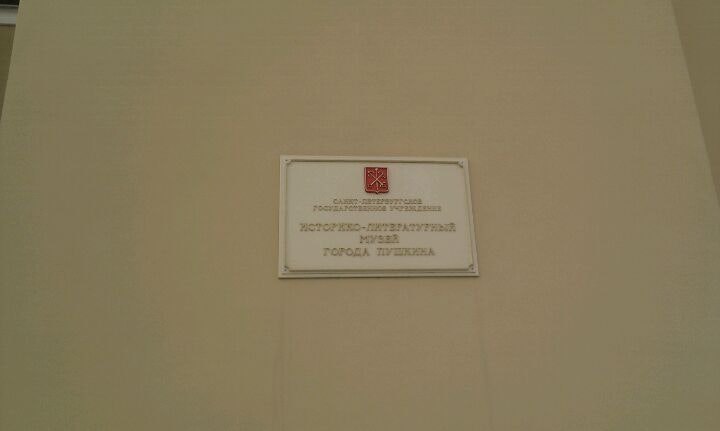 САНКТ-ПЕТЕРБУРГСКОЕ
ГОСУДАРСТВЕННОЕ УЧРЕЖДЕНИЕ
ИСТОРИКО-ЛИТЕРАТУРНЫЙ
МУЗЕЙ
ГОРОДА ПУШКИНА